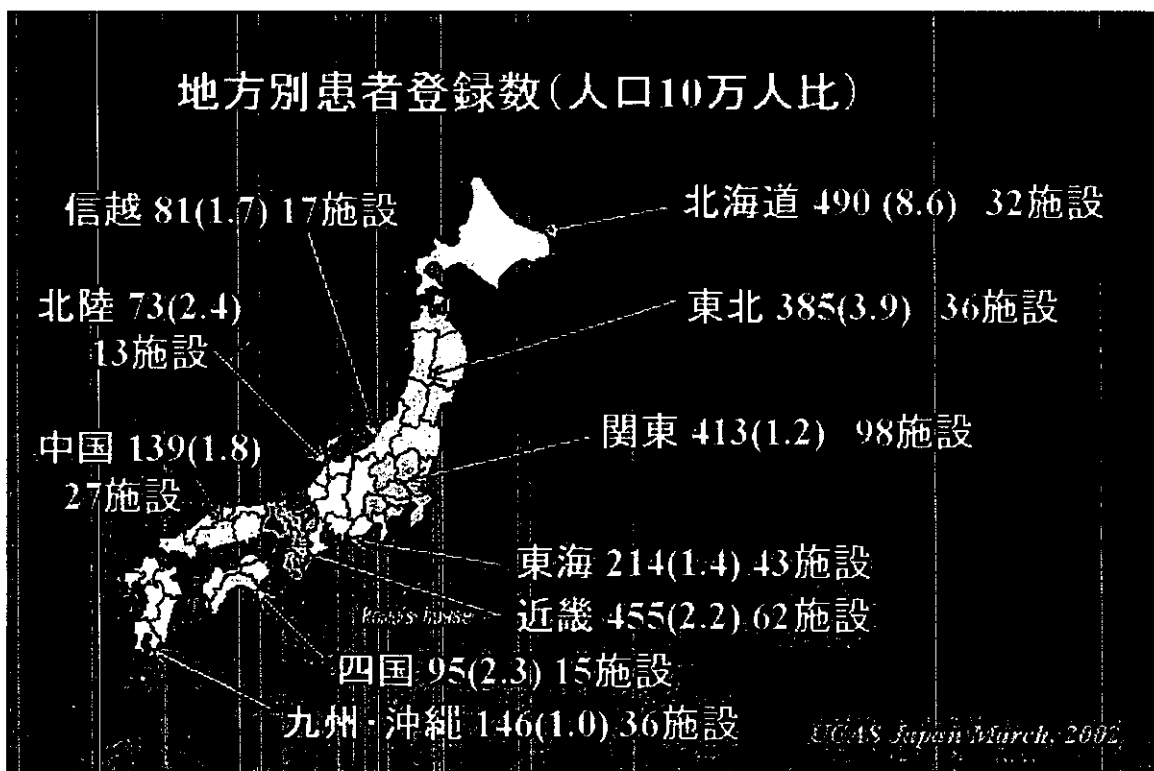 地方別患者登録数(人口10万人比)
信越 81(1.7) 17施設
北海道 490 (8.6) 32施設
北陸 73(2.4)
13施設
東北 385(3.9) 36施設
関東 413(1.2) 98施設
中国 139(1.8)
27施設
東海 214(1.4) 43施設
近畿 455(2.2) 62施設
四国 95(2.3) 15施設
九州・沖縄 146(1.0) 36施設
UCAS Japan March, 2002